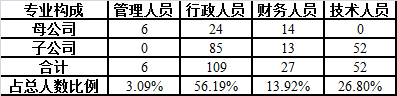 专业构成 管理人员 行政人员 财务人员 技术人员
母公司 6 24 14 0
子公司 0 85 13 52
合计 6 109 27 52
占总人数比例 3.09% 56.19% 13.92% 26.80%